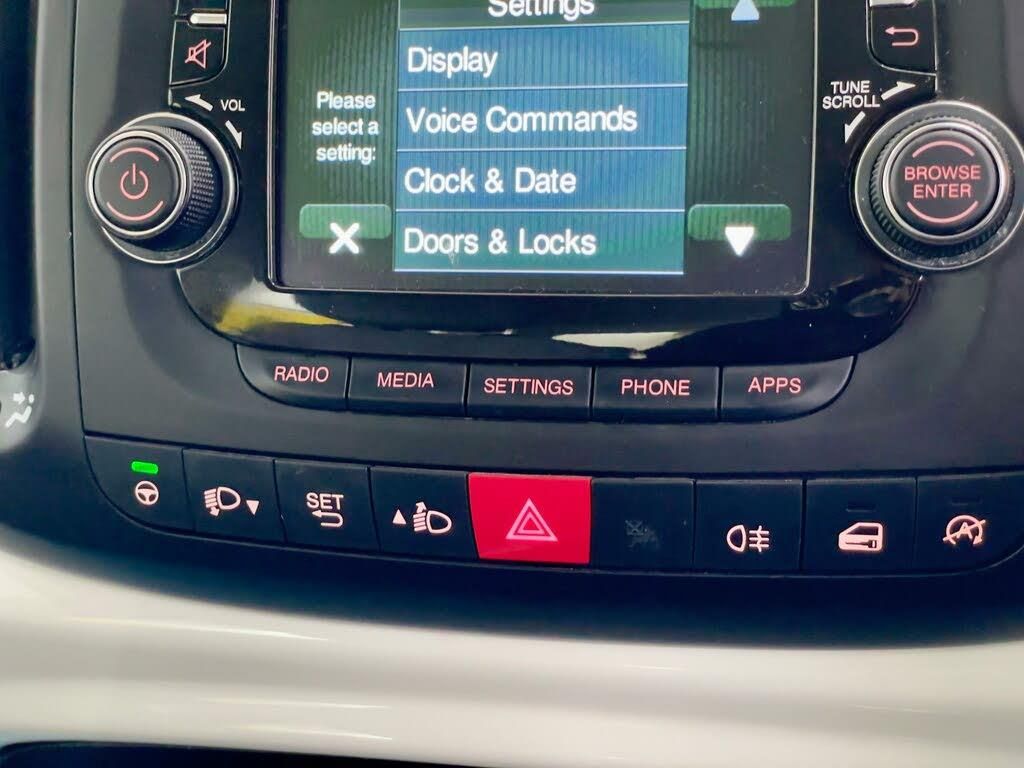 Settings
Display
Voice Commands
Clock & Date
Doors & Locks
Please
select a
setting:
VOL
TUNE
SCROLL
BROWSE
ENTER
RADIO
MEDIA
SETTINGS
PHONE
APPS
SET